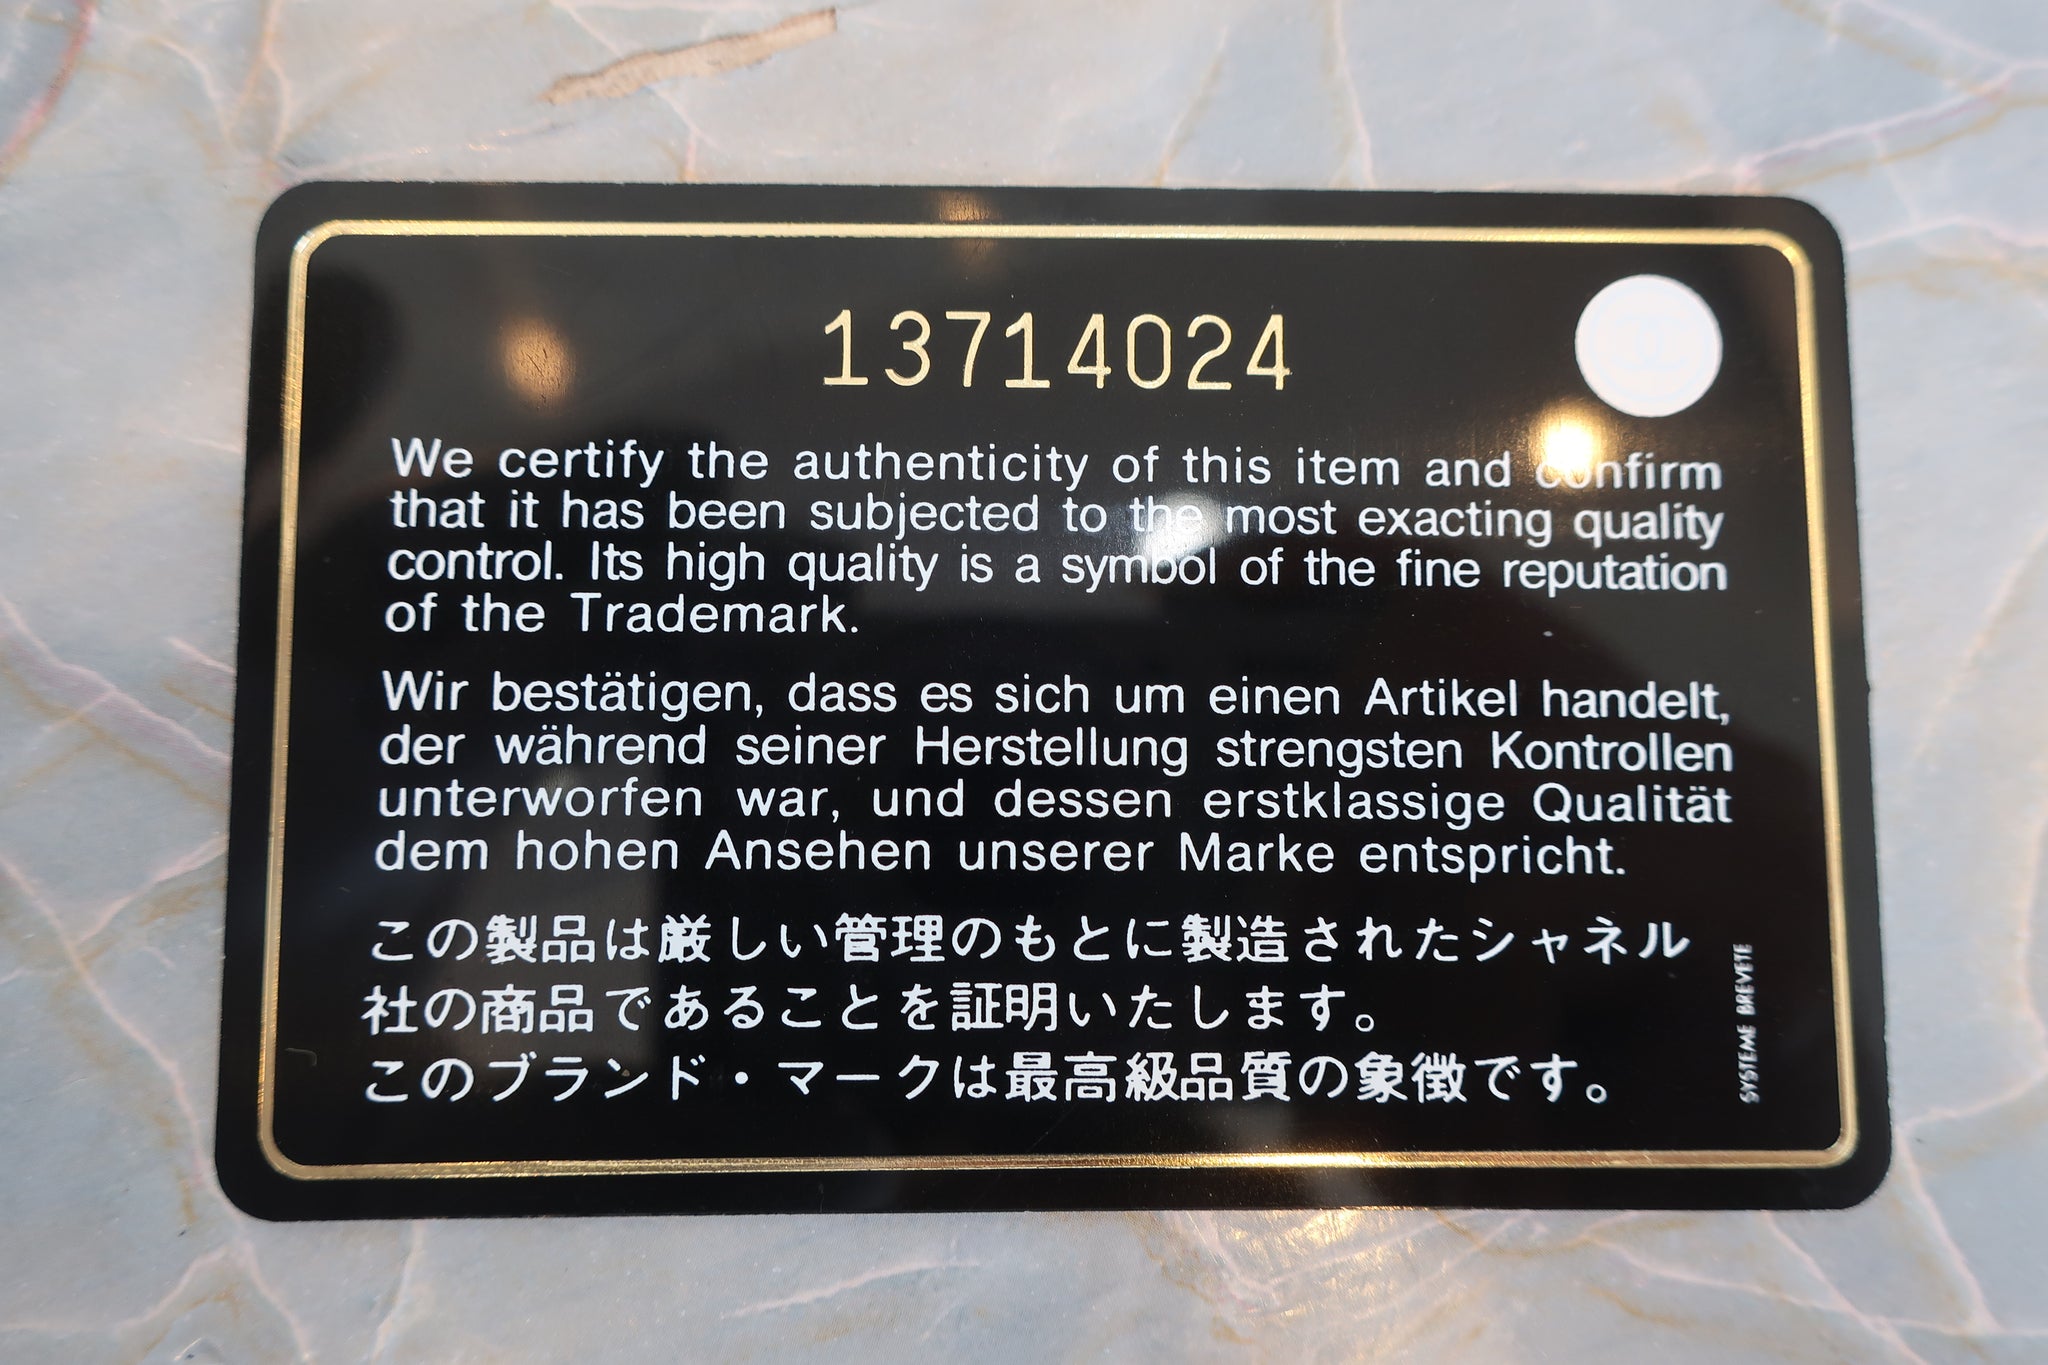 13714024
We certify the authenticity of this item and confirm
that it has been subjected to the most exacting quality
control. Its high quality is a symbol of the fine reputation
of the Trademark.
Wir bestätigen, dass es sich um einen Artikel handelt,
der während seiner Herstellung strengsten Kontrollen
unterworfen war, und dessen erstklassige Qualität
dem hohen Ansehen unserer Marke entspricht.
この製品は厳しい管理のもとに製造されたシャネル
社の商品であることを証明いたします。
このブランド・マークは最高級品質の象徴です。
SYSTEME BREVETE